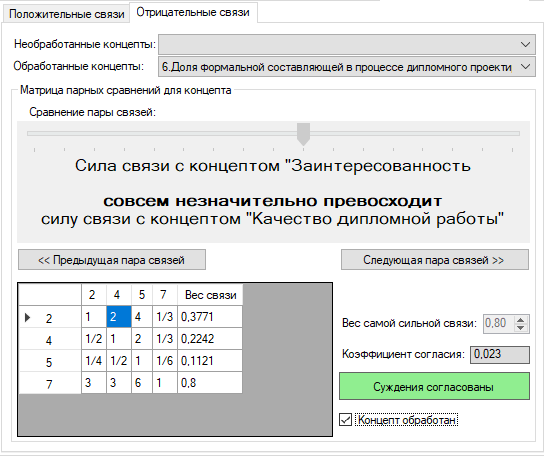 Положительные связи Отрицательные связи
Необработанные концепты:
Обработанные концепты: 6.Доля формальной составляющей в процессе дипломного проекти
Матрица парных сравнений для концепта
Сравнение пары связей:
Сила связи с концептом "Заинтересованность
совсем незначительно превосходит
силу связи с концептом "Качество дипломной работы"
<< Предыдущая пара связей Следующая пара связей >>
2 4 5 7 Вес связи
2 1 2 4 1/3 0,3771
4 1/2 1 2 1/3 0,2242
5 1/4 1/2 1 1/6 0,1121
7 3 3 6 1 0,8
Вес самой сильной связи: 0,80
Коэффициент согласия: 0,023
Суждения согласованы
Концепт обработан